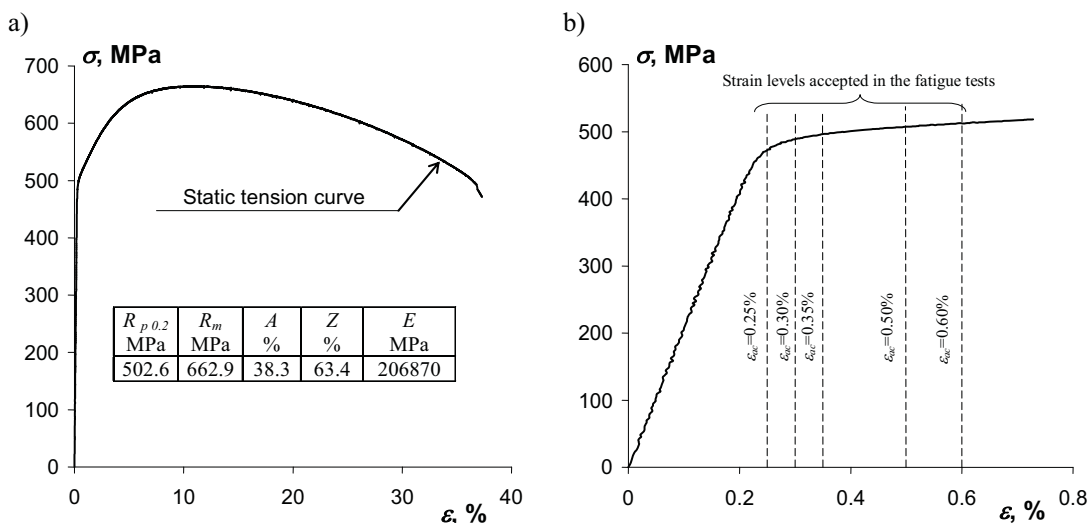 a)
σ, MPa
700
600
500
400
300
200
100
0
0 10 20 30 40
ε, %
Static tension curve
R p 0.2 R m A Z E
MPa MPa % % MPa
502.6 662.9 38.3 63.4 206870
b)
σ, MPa
600
500
400
300
200
100
0
0 0.2 0.4 0.6 0.8
ε, %
Strain levels accepted in the fatigue tests
εac=0.25%
εac=0.30%
εac=0.35%
εac=0.50%
εac=0.60%